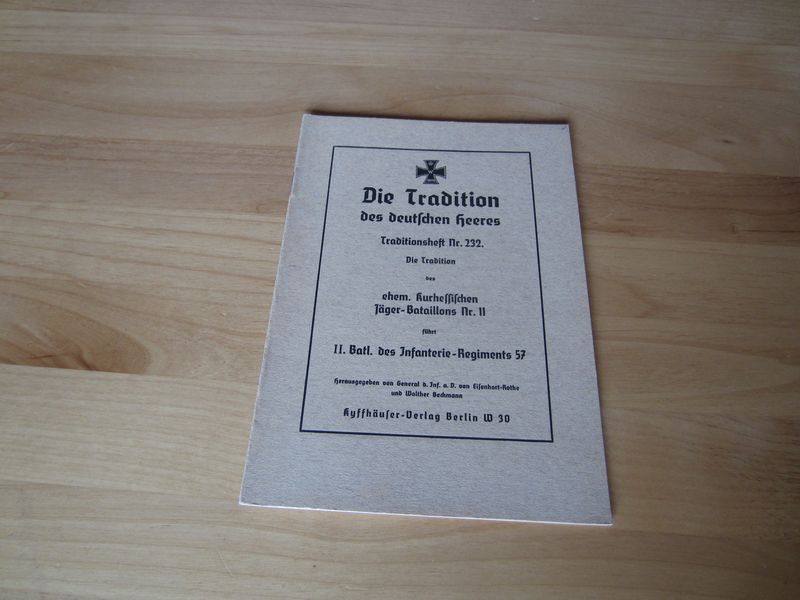 Die Tradition
des deutſchen Heeres
Traditionsheft Nr. 232.
Die Tradition
des
ehem. Kurheſſiſchen
Jäger-Bataillons Nr. 11
führt
II. Batl. des Infanterie-Regiments 57
Herausgegeben von General d. Inf. a. D. von Eiſenhart-Rothe
und Walther Beckmann
Kyffhäuſer-Verlag Berlin W 30